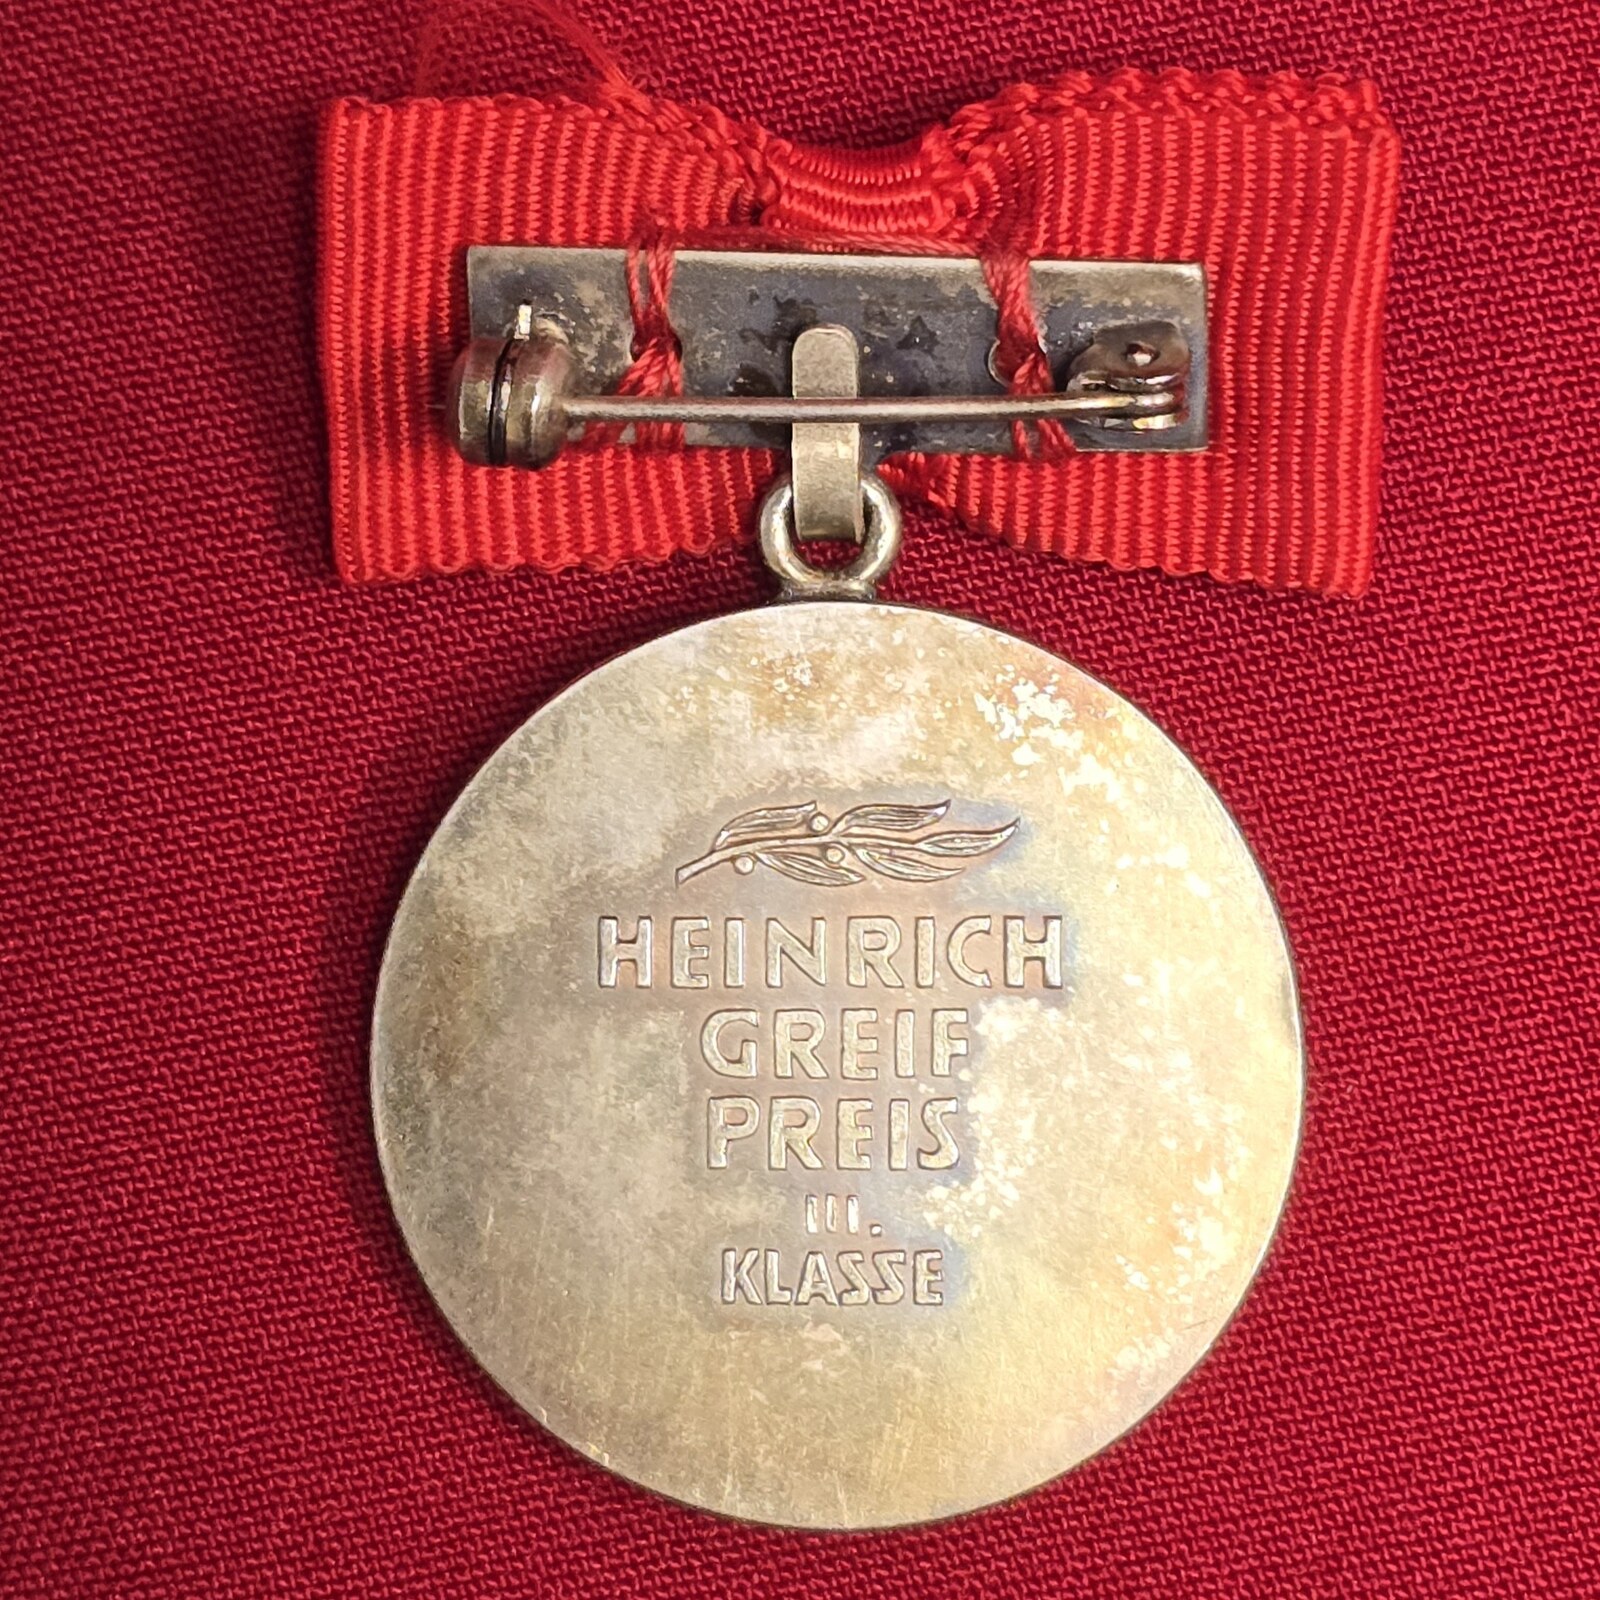 HEINRICH
GREIF
PREIS
III.
KLASSE